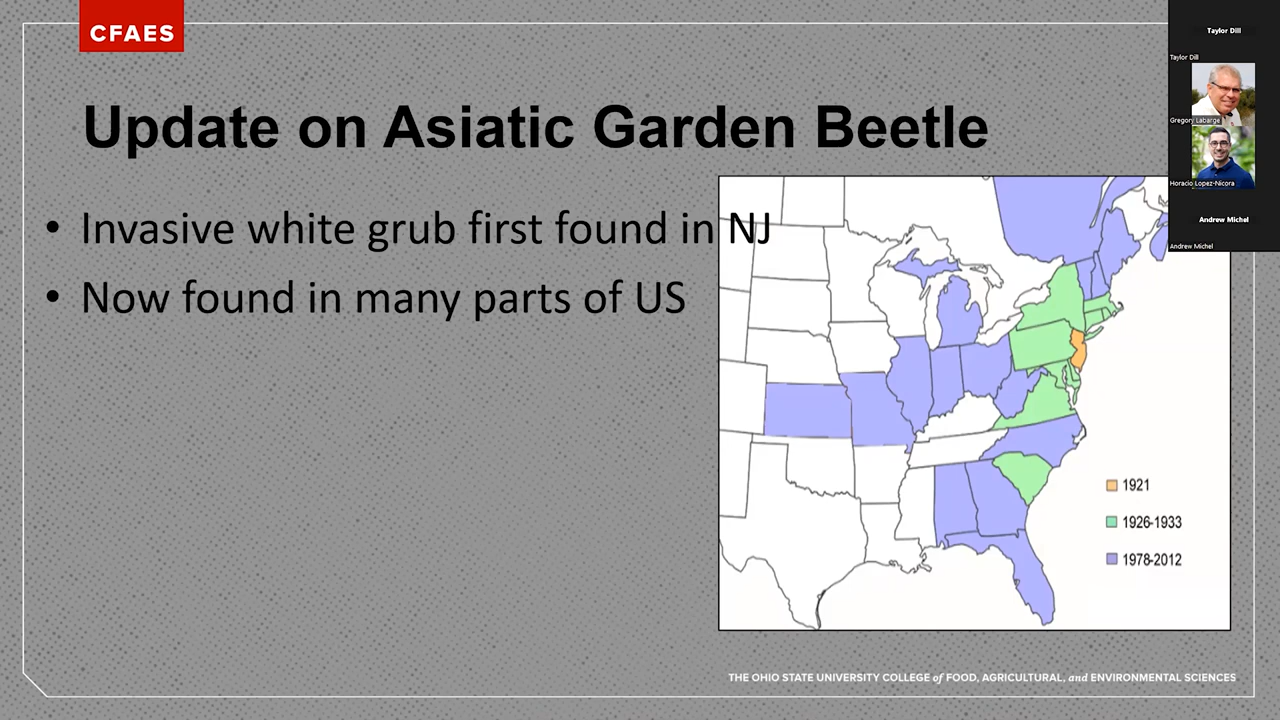 CFAES
Update on Asiatic Garden Beetle
• Invasive white grub first found in NJ
• Now found in many parts of US
1921
1926-1933
1978-2012
THE OHIO STATE UNIVERSITY COLLEGE of FOOD, AGRICULTURAL, and ENVIRONMENTAL SCIENCES
Taylor Dill
Taylor Dill
Gregory Labarge
Horacio Lopez-Nicora
Andrew Michel
Andrew Michel